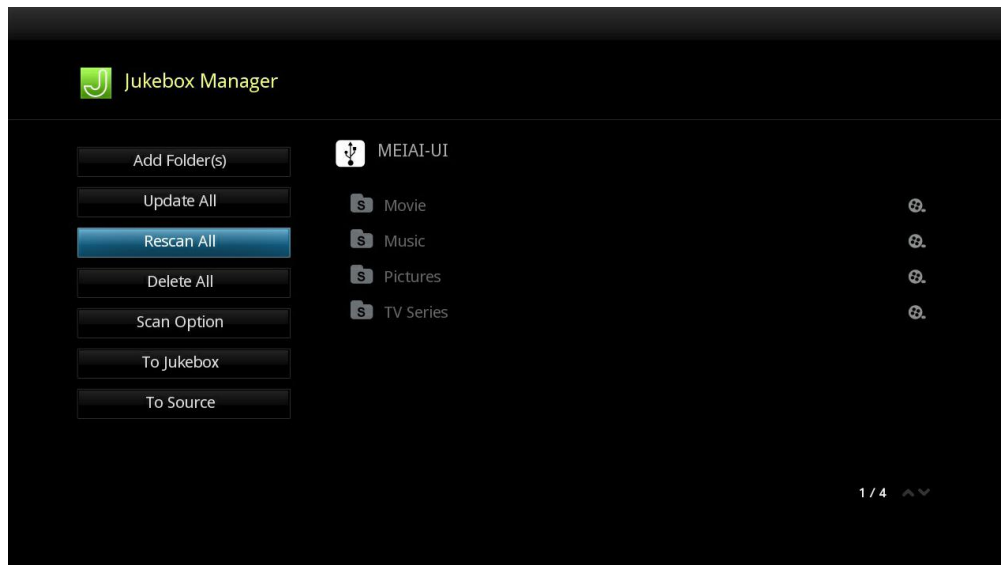 Jukebox Manager
Add Folder(s)
Update All
Rescan All
Delete All
Scan Option
To Jukebox
To Source
MEIAI-UI
S Movie
S Music
S Pictures
S TV Series
1 / 4